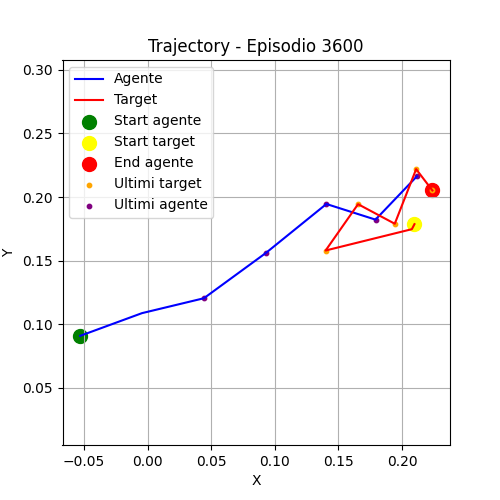 Trajectory - Episodio 3600
Agente
Target
Start agente
Start target
End agente
Ultimi target
Ultimi agente
0.30
0.25
0.20
0.15
0.10
0.05
Y
−0.05 0.00 0.05 0.10 0.15 0.20
X